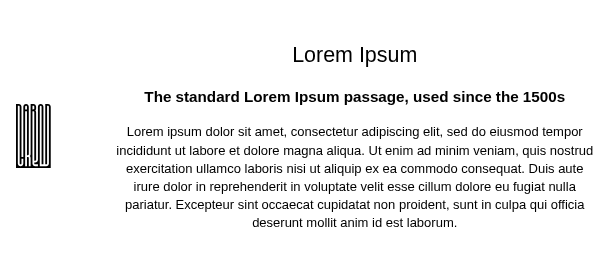 Lorem Ipsum
The standard Lorem Ipsum passage, used since the 1500s
Lorem ipsum dolor sit amet, consectetur adipiscing elit, sed do eiusmod tempor
incididunt ut labore et dolore magna aliqua. Ut enim ad minim veniam, quis nostrud
exercitation ullamco laboris nisi ut aliquip ex ea commodo consequat. Duis aute
irure dolor in reprehenderit in voluptate velit esse cillum dolore eu fugiat nulla
pariatur. Excepteur sint occaecat cupidatat non proident, sunt in culpa qui officia
deserunt mollit anim id est laborum.